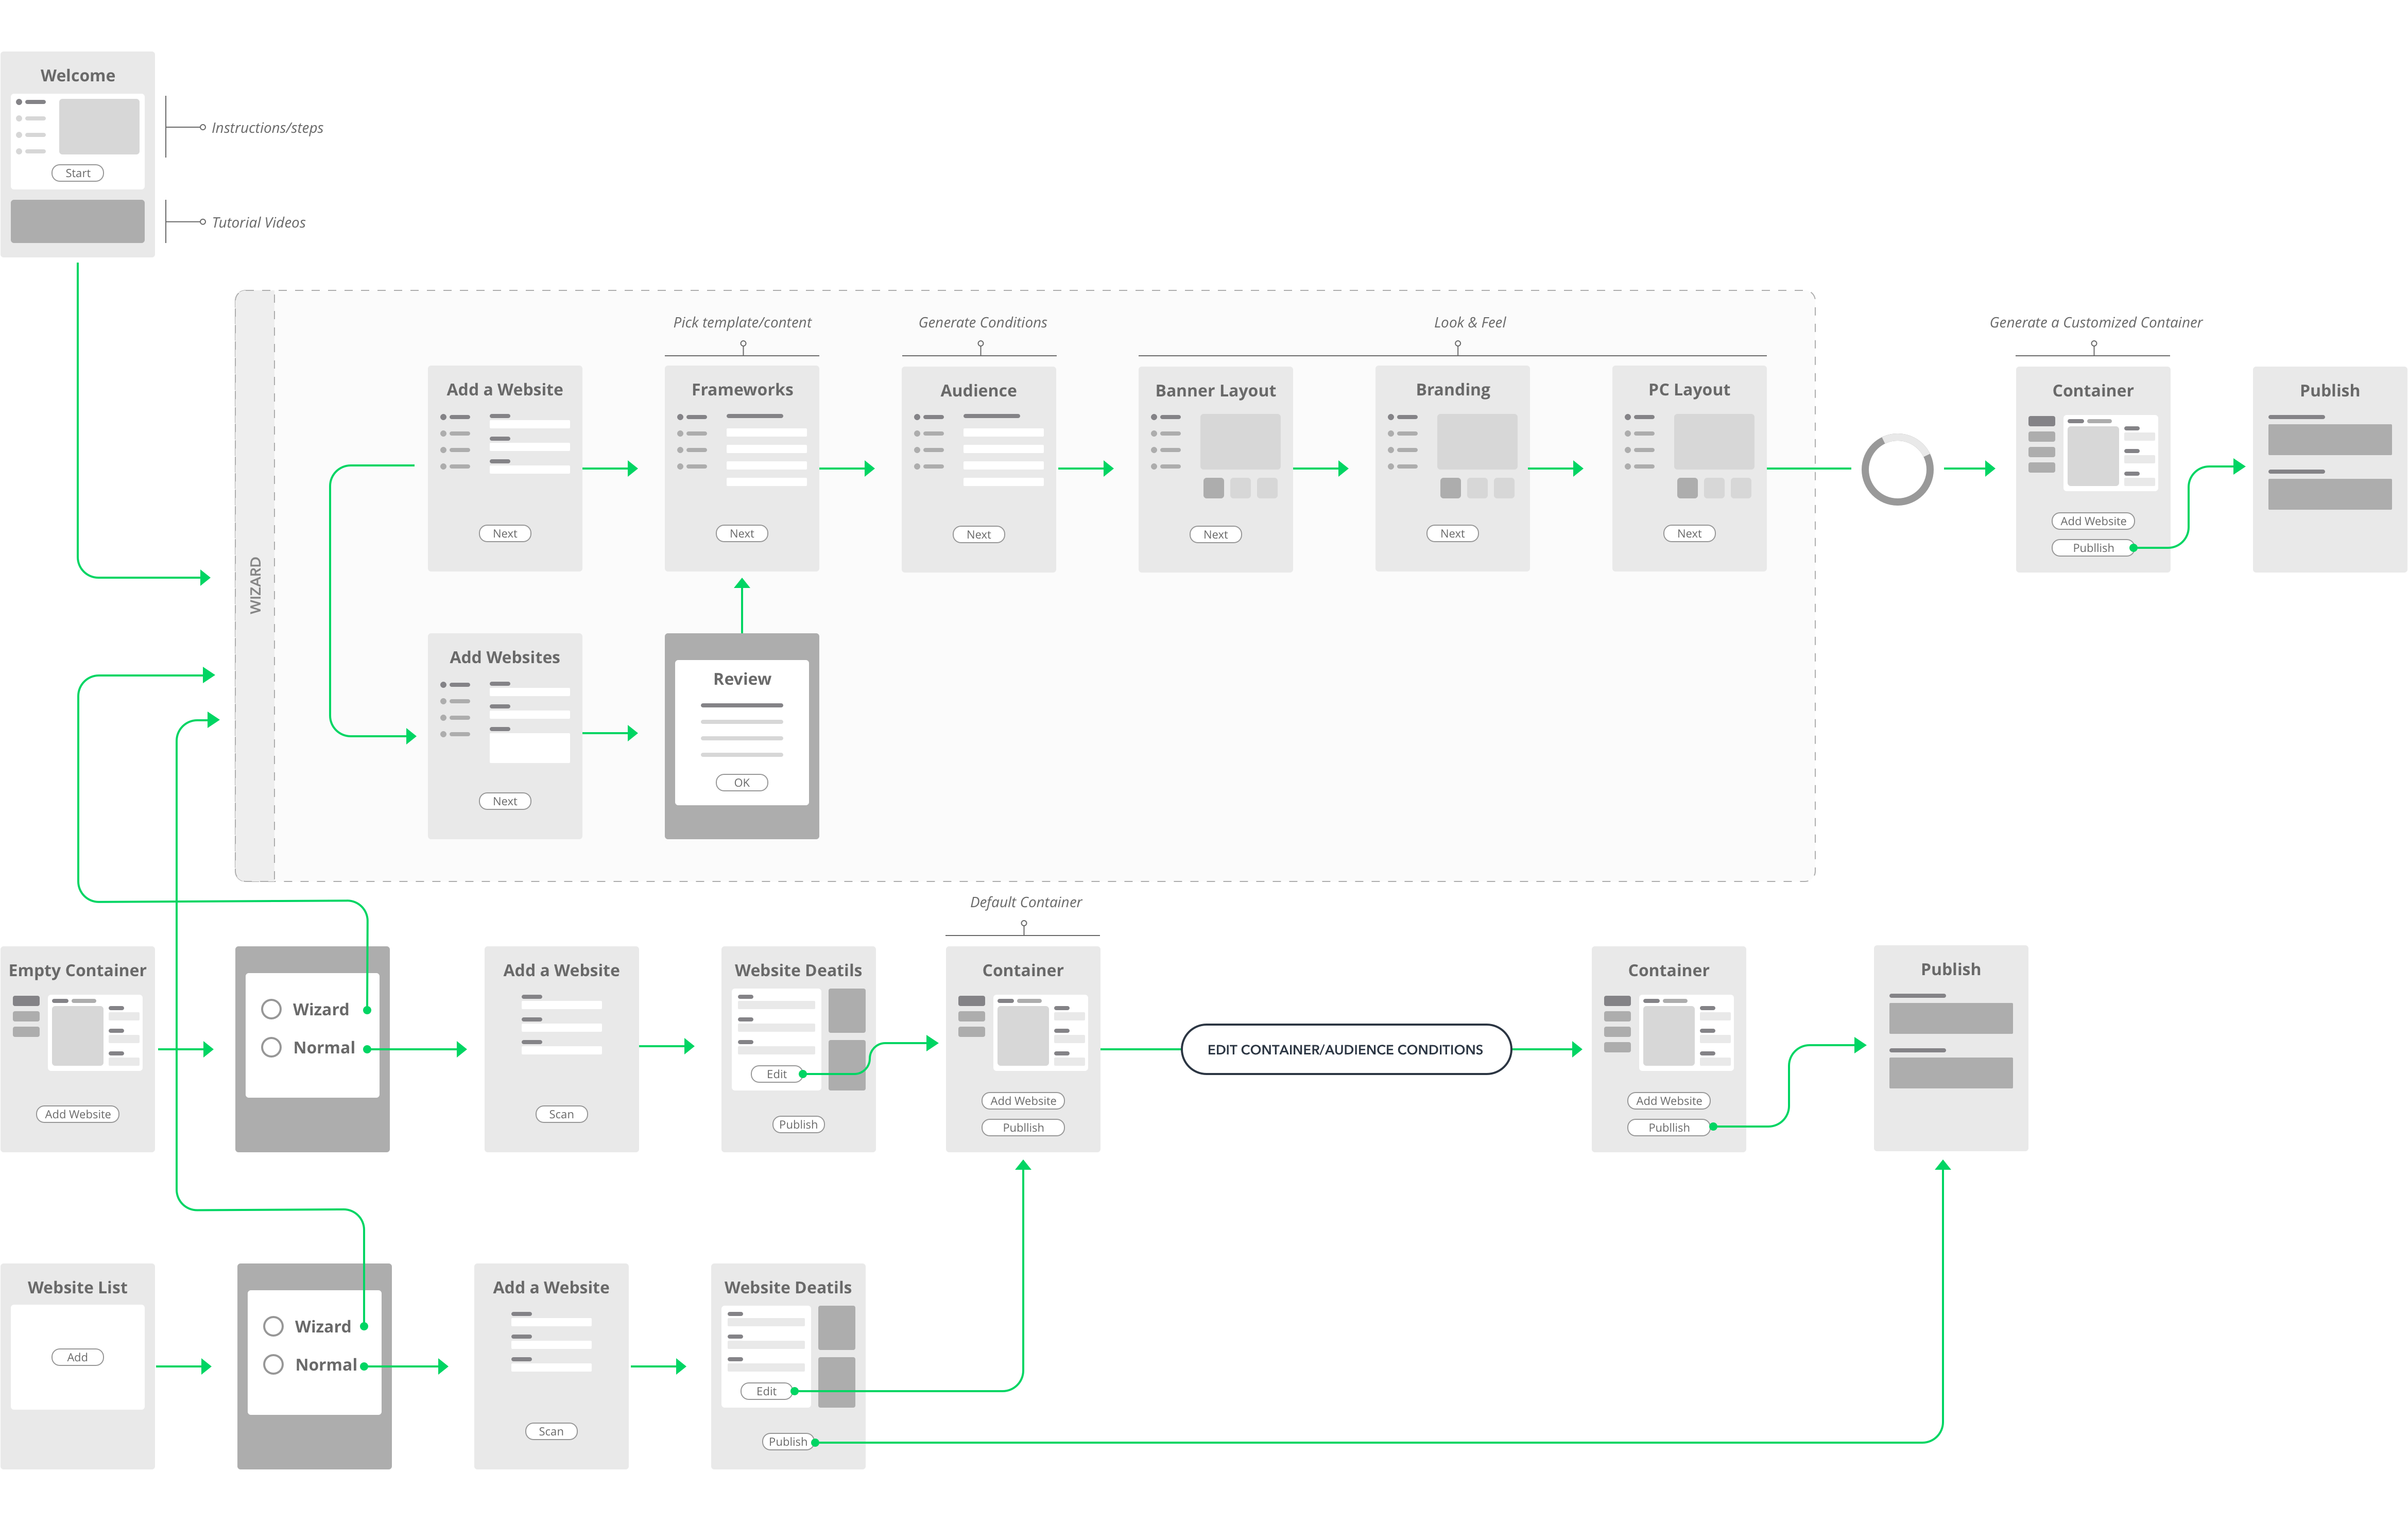 Welcome
Instructions/steps
Start
Tutorial Videos
WIZARD
Pick template/content
Generate Conditions
Look & Feel
Generate a Customized Container
Add a Website
Frameworks
Audience
Banner Layout
Branding
PC Layout
Container
Publish
Next
Next
Next
Next
Next
Next
Add Website
Publlish
Add Websites
Next
Review
OK
Default Container
Empty Container
Add Website
Wizard
Normal
Add a Website
Scan
Website Deatils
Edit
Publish
Container
Add Website
Publlish
EDIT CONTAINER/AUDIENCE CONDITIONS
Container
Add Website
Publlish
Publish
Website List
Add
Wizard
Normal
Add a Website
Scan
Website Deatils
Edit
Publish